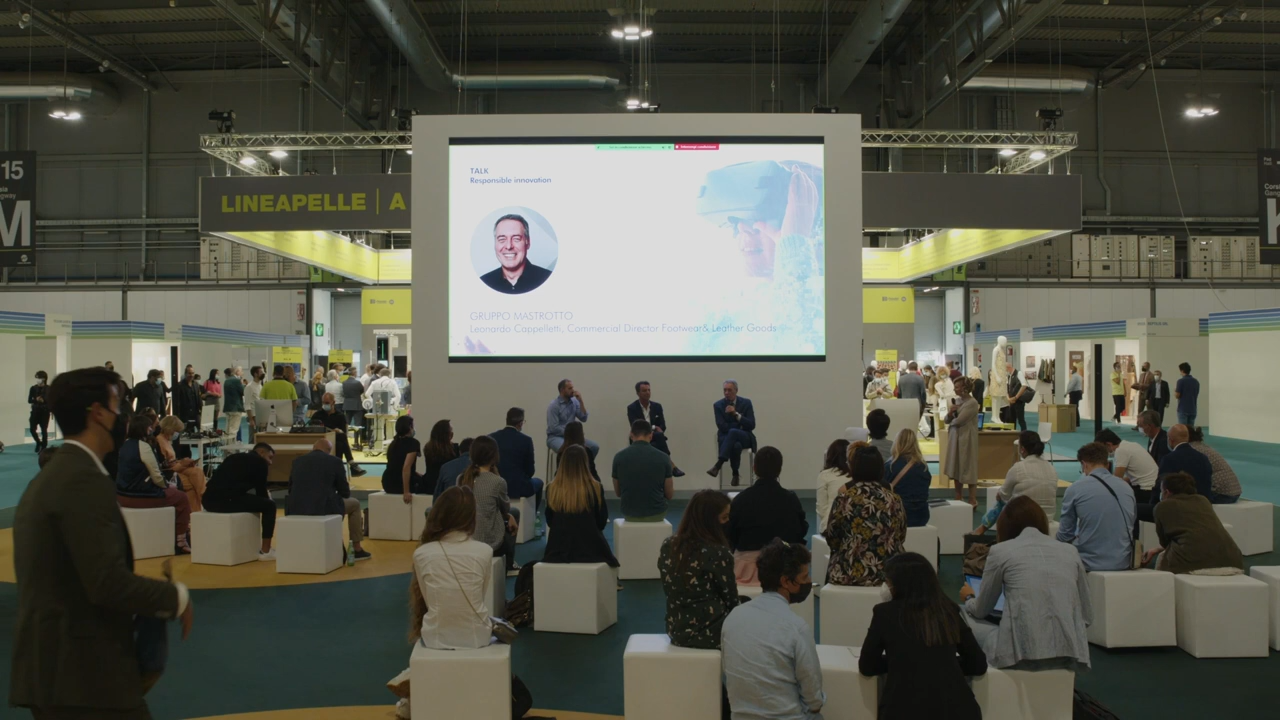 15
M
LINEAPELLE | A
TALK
Responsible innovation
GRUPPO MASTROTTO
Leonardo Cappelletti, Commercial Director Footwear& Leather Goods